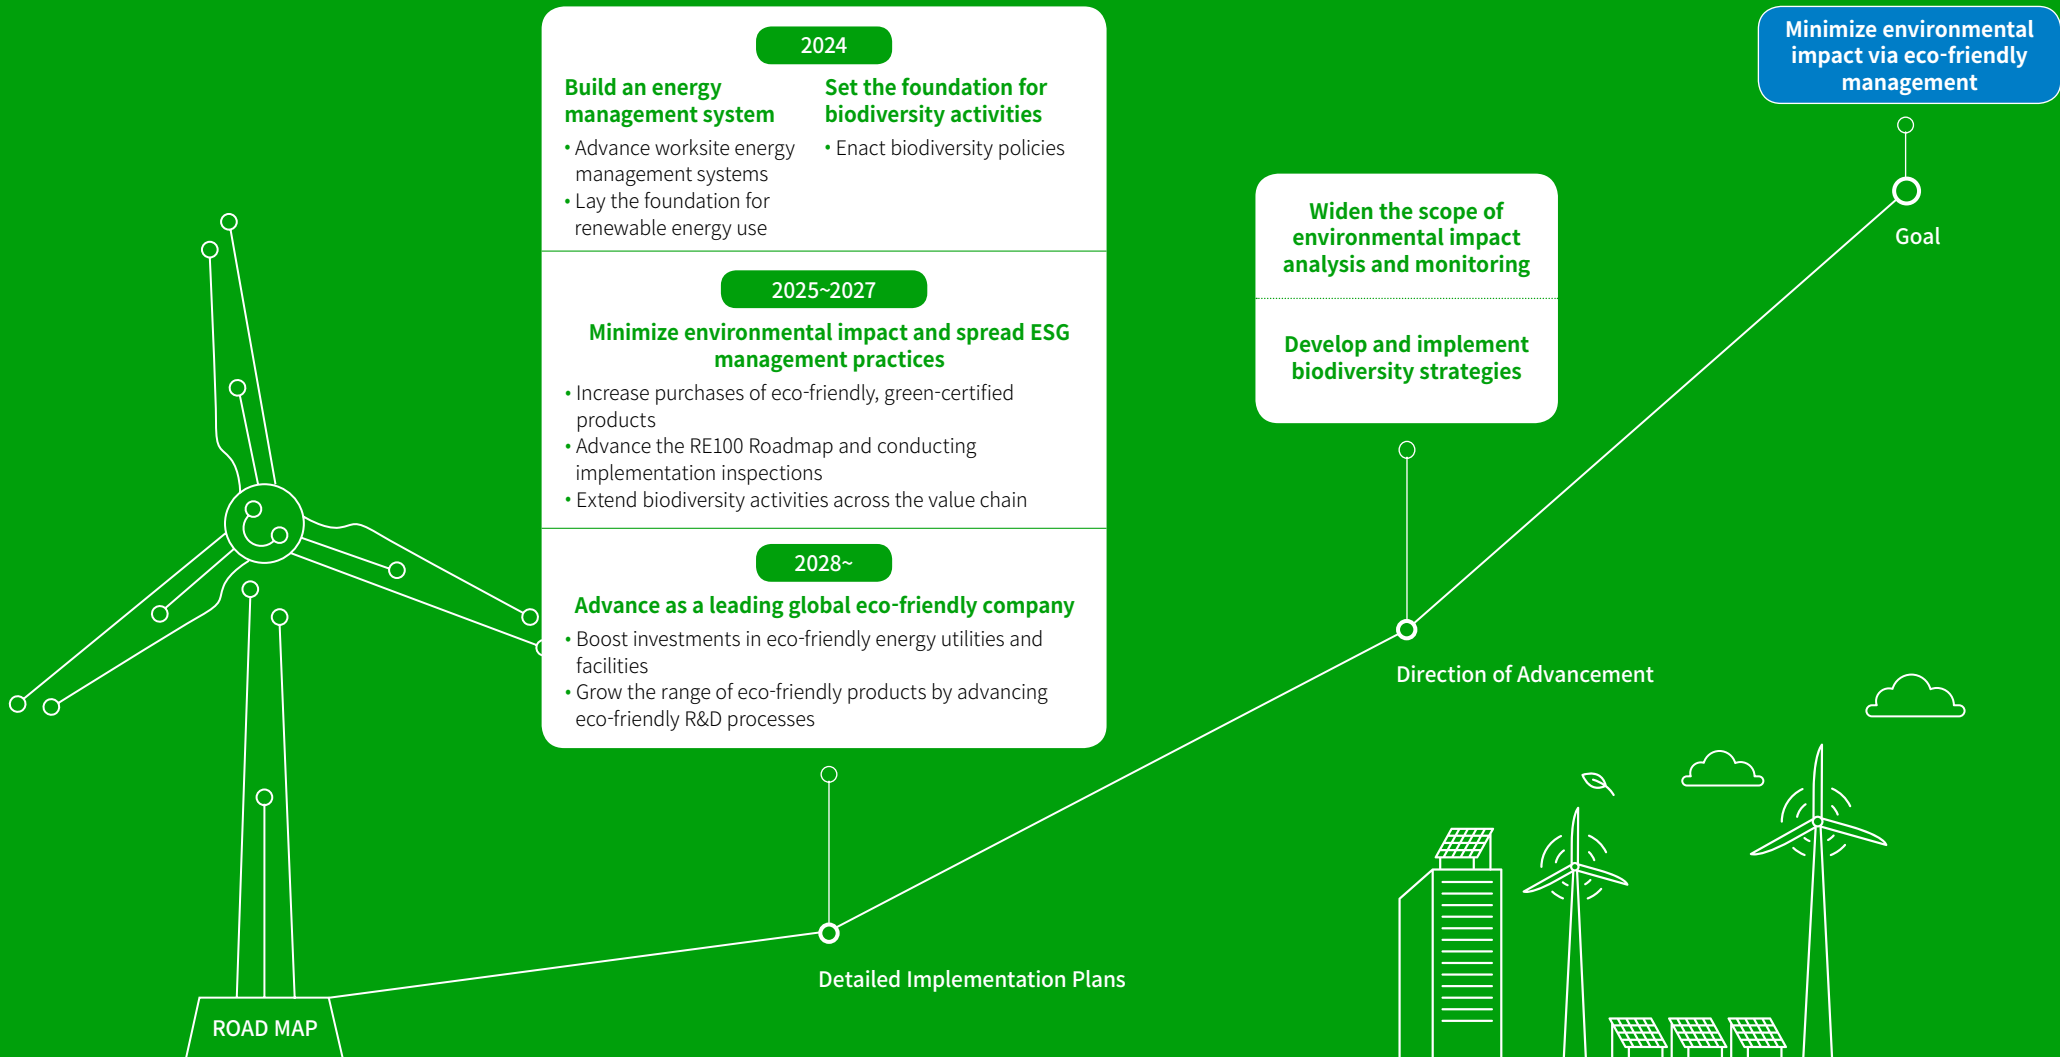 2024
Build an energy
management system
• Advance worksite energy
management systems
• Lay the foundation for
renewable energy use
Set the foundation for
biodiversity activities
• Enact biodiversity policies
2025~2027
Minimize environmental impact and spread ESG
management practices
• Increase purchases of eco-friendly, green-certified
products
• Advance the RE100 Roadmap and conducting
implementation inspections
• Extend biodiversity activities across the value chain
2028~
Advance as a leading global eco-friendly company
• Boost investments in eco-friendly energy utilities and
facilities
• Grow the range of eco-friendly products by advancing
eco-friendly R&D processes
Detailed Implementation Plans
Widen the scope of
environmental impact
analysis and monitoring
Develop and implement
biodiversity strategies
Direction of Advancement
Minimize environmental
impact via eco-friendly
management
Goal
ROAD MAP